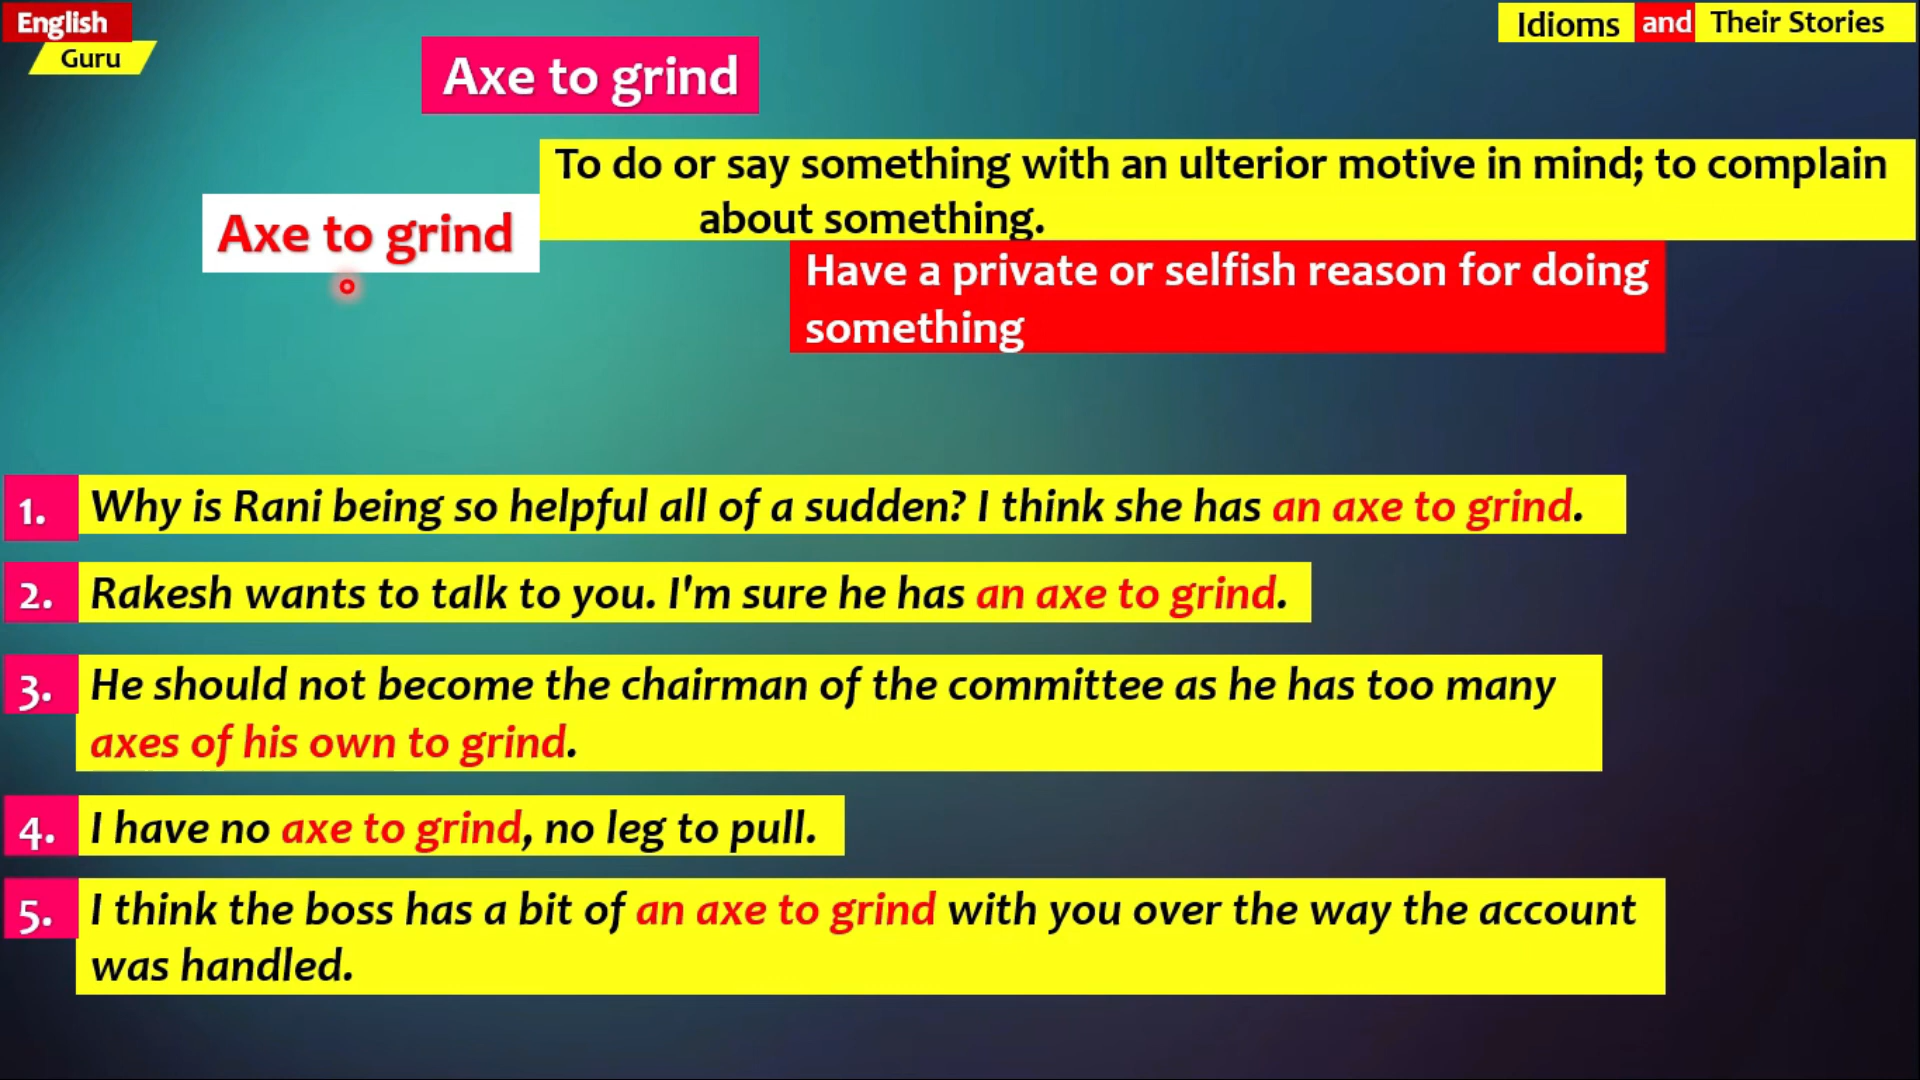 English
Guru
Idioms and Their Stories
Axe to grind
To do or say something with an ulterior motive in mind; to complain
about something.
Axe to grind
Have a private or selfish reason for doing
something
1. Why is Rani being so helpful all of a sudden? I think she has an axe to grind.
2. Rakesh wants to talk to you. I'm sure he has an axe to grind.
3. He should not become the chairman of the committee as he has too many
axes of his own to grind.
4. I have no axe to grind, no leg to pull.
5. I think the boss has a bit of an axe to grind with you over the way the account
was handled.